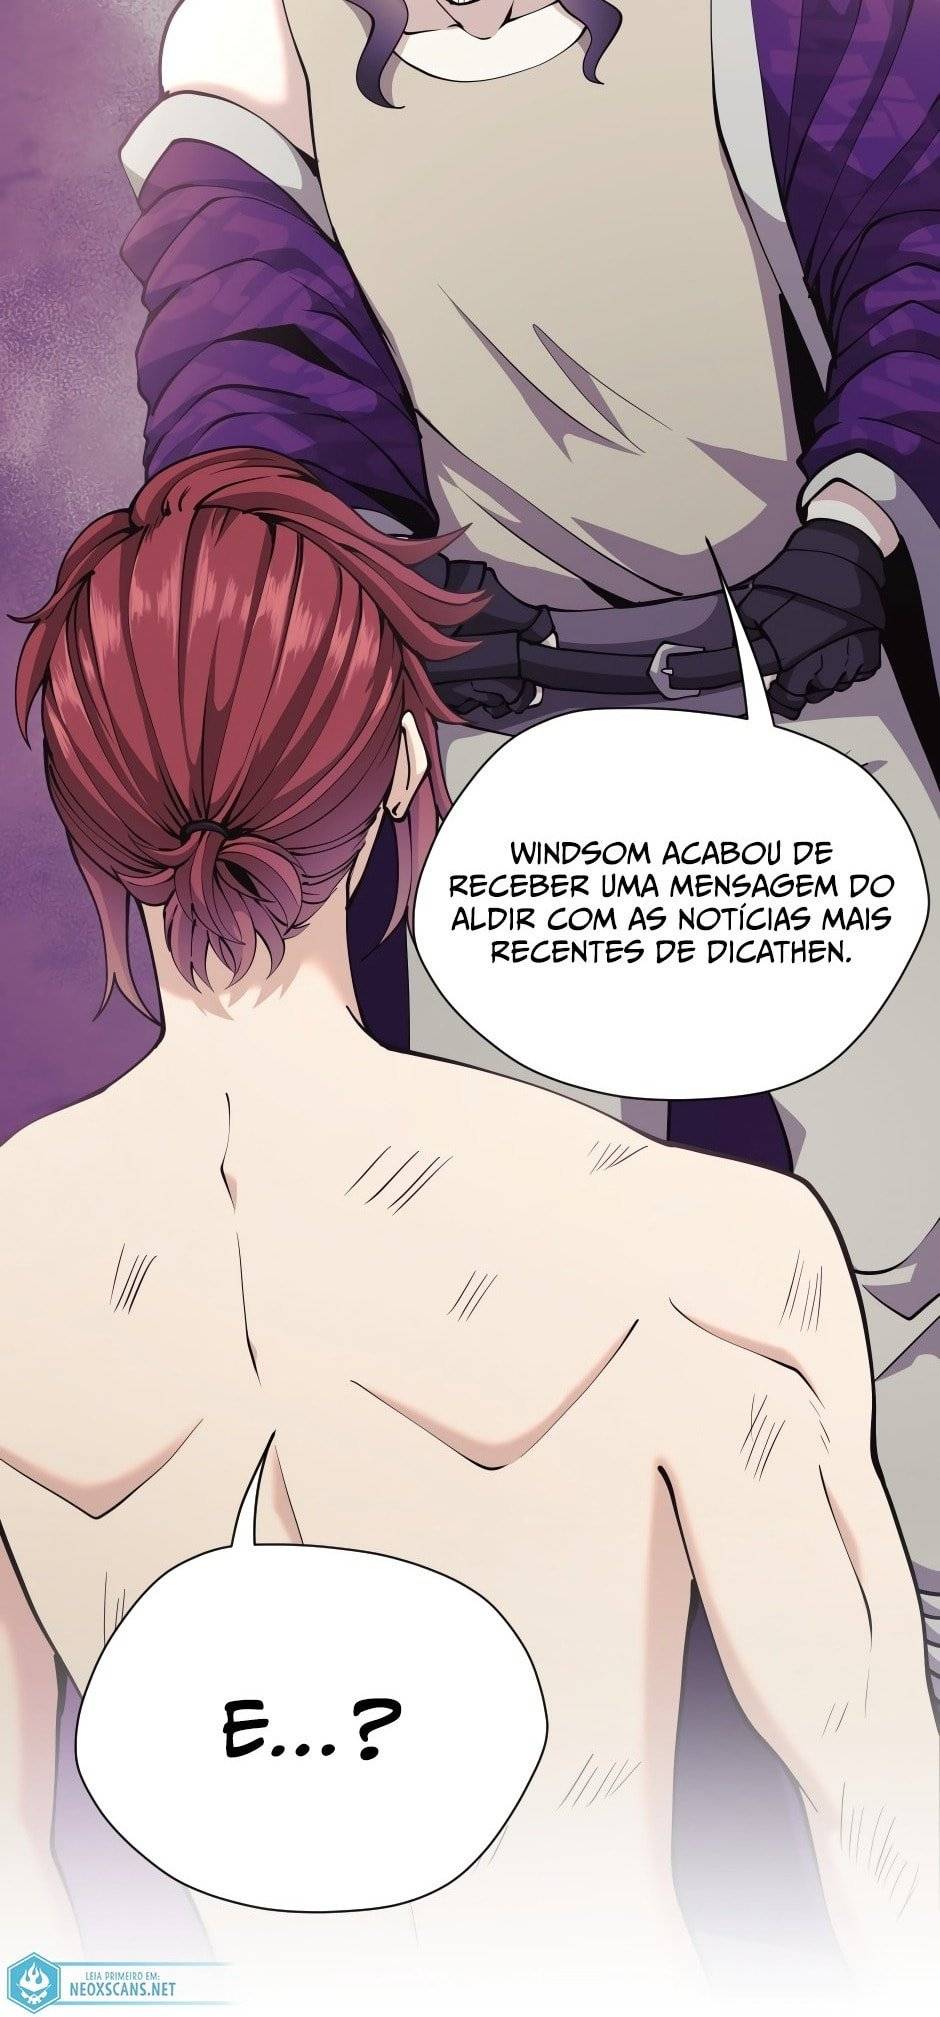 WINDSOM ACABOU DE
RECEBER UMA MENSAGEM DO
ALDIR COM AS NOTÍCIAS MAIS
RECENTES DE DICATHEN.
E...?
LEIA PRIMEIRO EM:
NEOXSCANS.NET